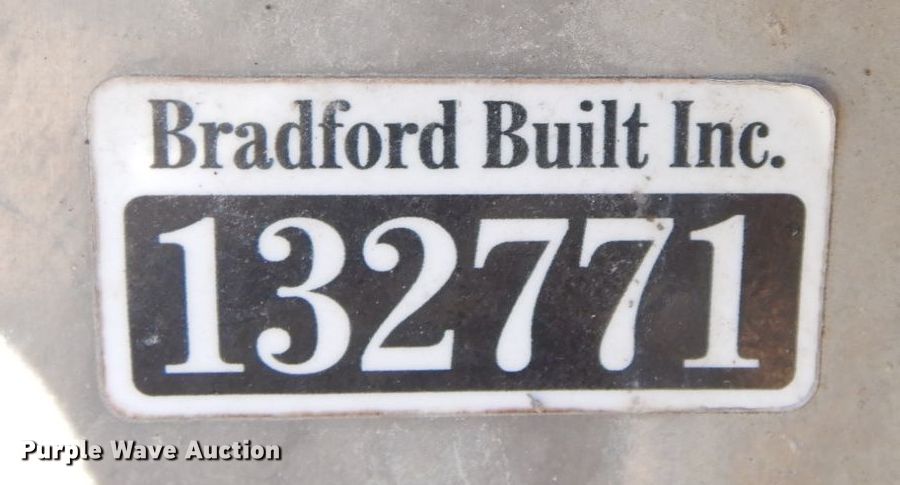 Bradford Built Inc.
132771
Purple Wave Auction